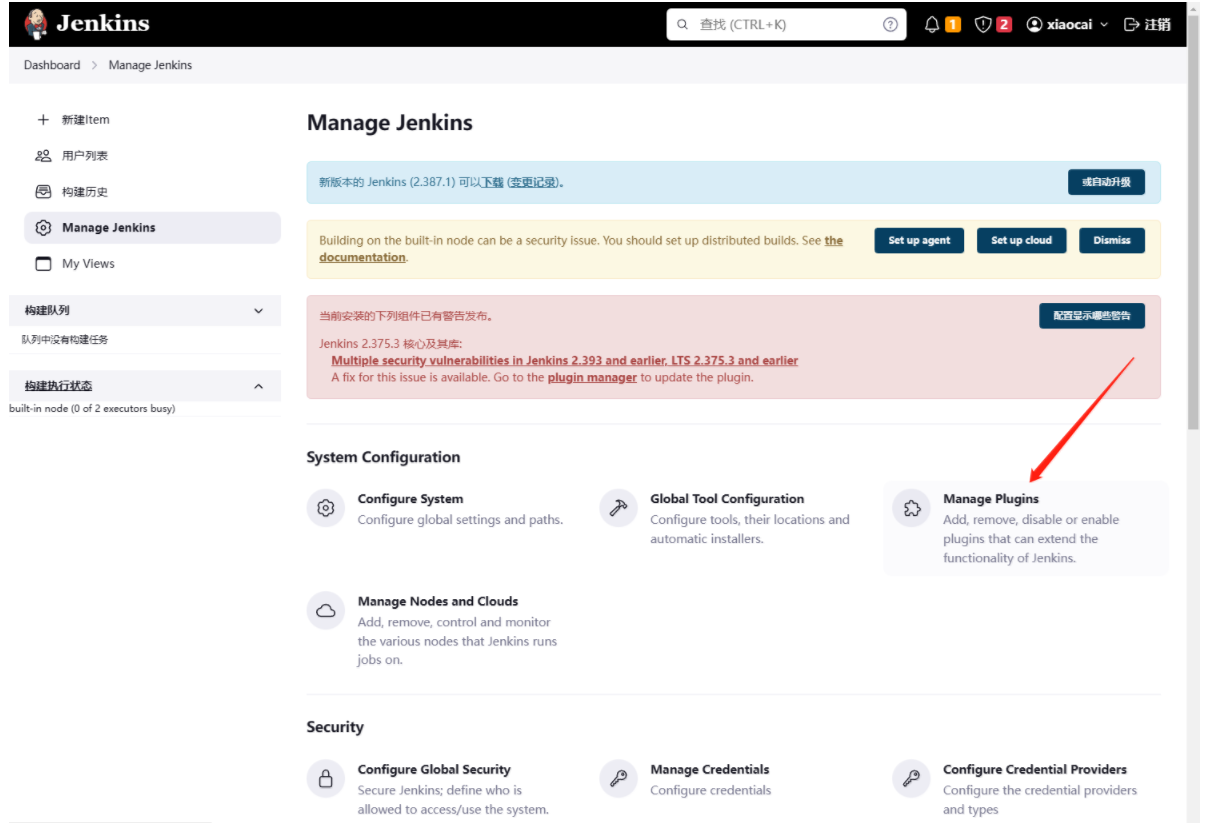 Jenkins
查找 (CTRL+K)
1
2
xiaocai
注销
Dashboard > Manage Jenkins
新建Item
用户列表
构建历史
Manage Jenkins
My Views
构建队列
队列中没有构建任务
构建执行状态
built-in node (0 of 2 executors busy)
Manage Jenkins
新版本的 Jenkins (2.387.1) 可以下载 (变更记录)。
或自动升级
Building on the built-in node can be a security issue. You should set up distributed builds. See the
documentation.
Set up agent
Set up cloud
Dismiss
当前安装的下列组件已有警告发布。
配置显示哪些警告
Jenkins 2.375.3 核心及其库:
Multiple security vulnerabilities in Jenkins 2.393 and earlier, LTS 2.375.3 and earlier
A fix for this issue is available. Go to the plugin manager to update the plugin.
System Configuration
Configure System
Configure global settings and paths.
Global Tool Configuration
Configure tools, their locations and
automatic installers.
Manage Plugins
Add, remove, disable or enable
plugins that can extend the
functionality of Jenkins.
Manage Nodes and Clouds
Add, remove, control and monitor
the various nodes that Jenkins runs
jobs on.
Security
Configure Global Security
Secure Jenkins; define who is
allowed to access/use the system.
Manage Credentials
Configure credentials
Configure Credential Providers
Configure the credential providers
and types